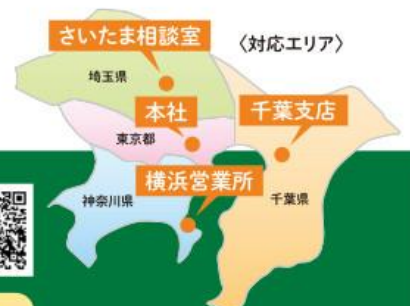 さいたま相談室
〈対応エリア〉
埼玉県
本社
千葉支店
東京都
横浜営業所
神奈川県
千葉県